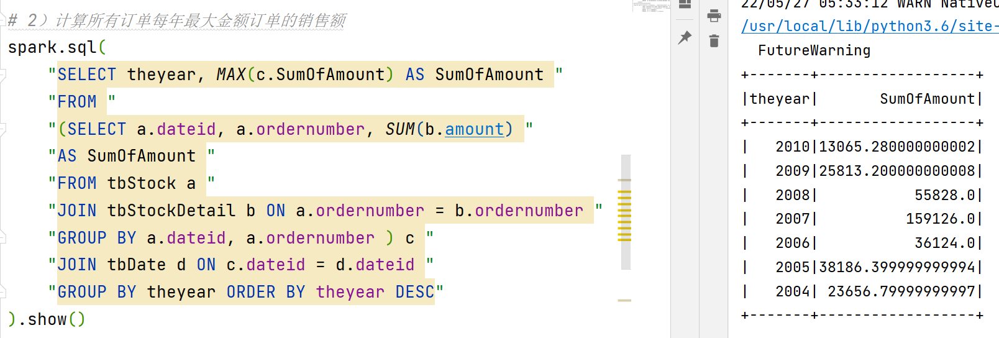 # 2）计算所有订单每年最大金额订单的销售额
spark.sql(
"SELECT theyear, MAX(c.SumOfAmount) AS SumOfAmount "
"FROM "
"(SELECT a.dateid, a.ordernumber, SUM(b.amount) "
"AS SumOfAmount "
"FROM tbStock a "
"JOIN tbStockDetail b ON a.ordernumber = b.ordernumber "
"GROUP BY a.dateid, a.ordernumber ) c "
"JOIN tbDate d ON c.dateid = d.dateid "
"GROUP BY theyear ORDER BY theyear DESC"
).show()
22/05/27 05:33:12 WARN Native
/usr/local/lib/python3.6/site-
FutureWarning
+-------+------------------+
|theyear|       SumOfAmount|
+-------+------------------+
|   2010|13065.280000000002|
|   2009|25813.200000000008|
|   2008|           55828.0|
|   2007|          159126.0|
|   2006|           36124.0|
|   2005|38186.399999999994|
|   2004| 23656.79999999997|
+-------+------------------+